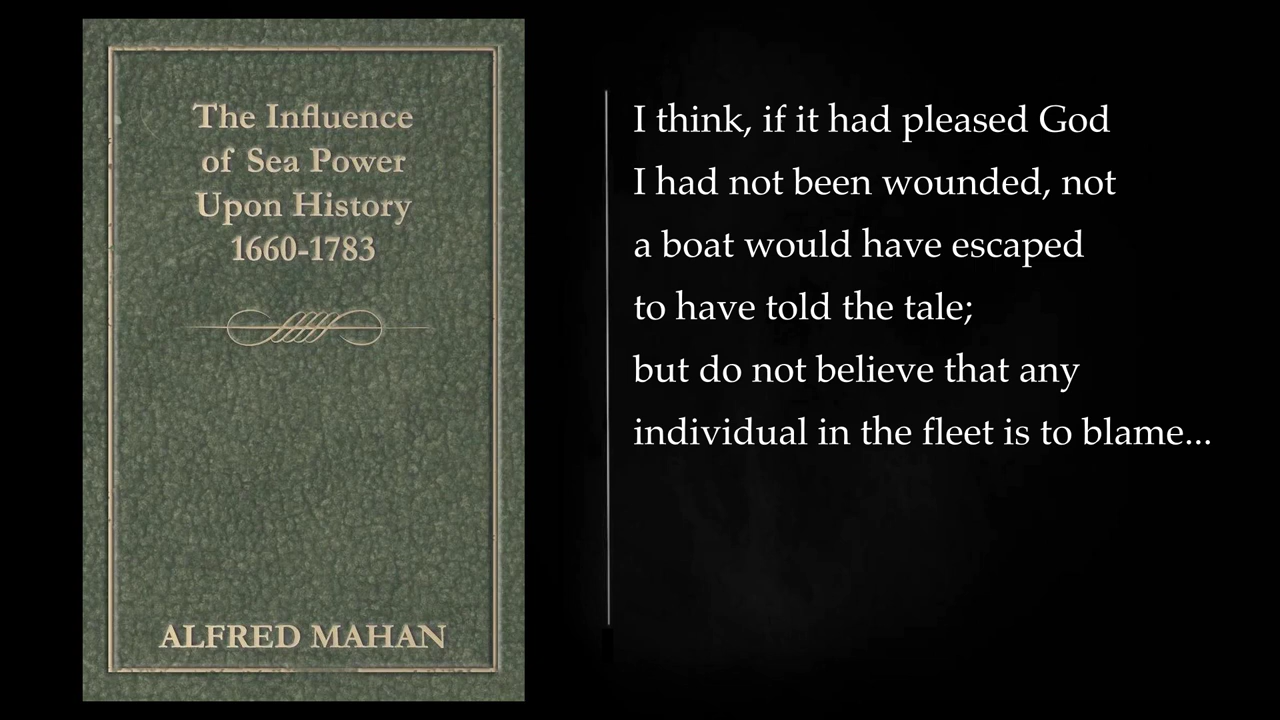 The Influence
of Sea Power
Upon History
1660-1783
ALFRED MAHAN
I think, if it had pleased God
I had not been wounded, not
a boat would have escaped
to have told the tale;
but do not believe that any
individual in the fleet is to blame...